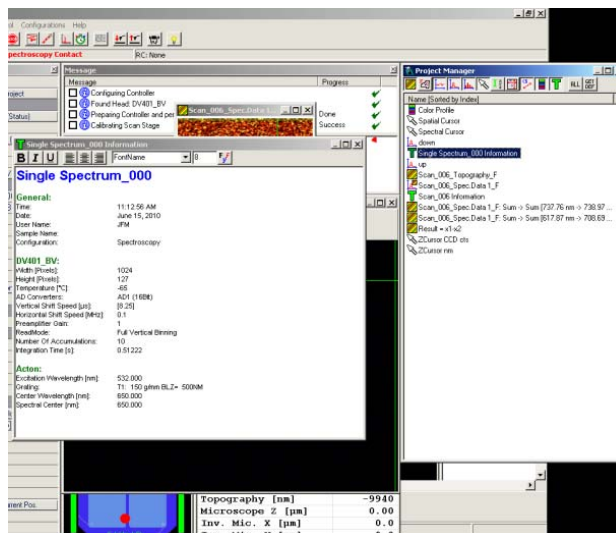 Configurations Help
Spectroscopy Contact
RC: None
Message
Message Progress
Configuring Controller
Found Head: DV401_BV
Preparing Controller and per Done
Calibrating Scan Stage Success
Scan_006_Spec.Data 1
roject
Status]
Single Spectrum_000 Information
B I U FontName 8
Single Spectrum_000
General:
Time: 11:12:56 AM
Date: June 15, 2010
User Name: JFM
Sample Name:
Configuration: Spectroscopy
DV401_BV:
Width [Pixels]: 1024
Height [Pixels]: 127
Temperature [°C]: -65
AD Converters: AD1 (16Bit)
Vertical Shift Speed [µs]: [8.25]
Horizontal Shift Speed [MHz]: 0.1
Preamplifier Gain: 1
ReadMode: Full Vertical Binning
Number Of Accumulations: 10
Integration Time [s]: 0.51222
Acton:
Excitation Wavelength [nm]: 532.000
Grating: T1: 150 g/mm BLZ= 500NM
Center Wavelength [nm]: 650.000
Spectral Center [nm]: 650.000
Project Manager
ALL
Name [Sorted by Index]
Color Profile
Spatial Cursor
Spectral Cursor
down
Single Spectrum_000 Information
up
Scan_006_Topography_F
Scan_006_Spec.Data 1_F
Scan_006 Information
Scan_006_Spec.Data 1_F: Sum -> Sum [737.76 nm -> 738.97 ...
Scan_006_Spec.Data 1_F: Sum -> Sum [617.87 nm -> 708.69 ...
Result = x1-x2
ZCursor CCD cts
ZCursor nm
urrent Pos.
Topography [nm] -9940
Microscope Z [µm] 0.00
Inv. Mic. X [µm] 0.0